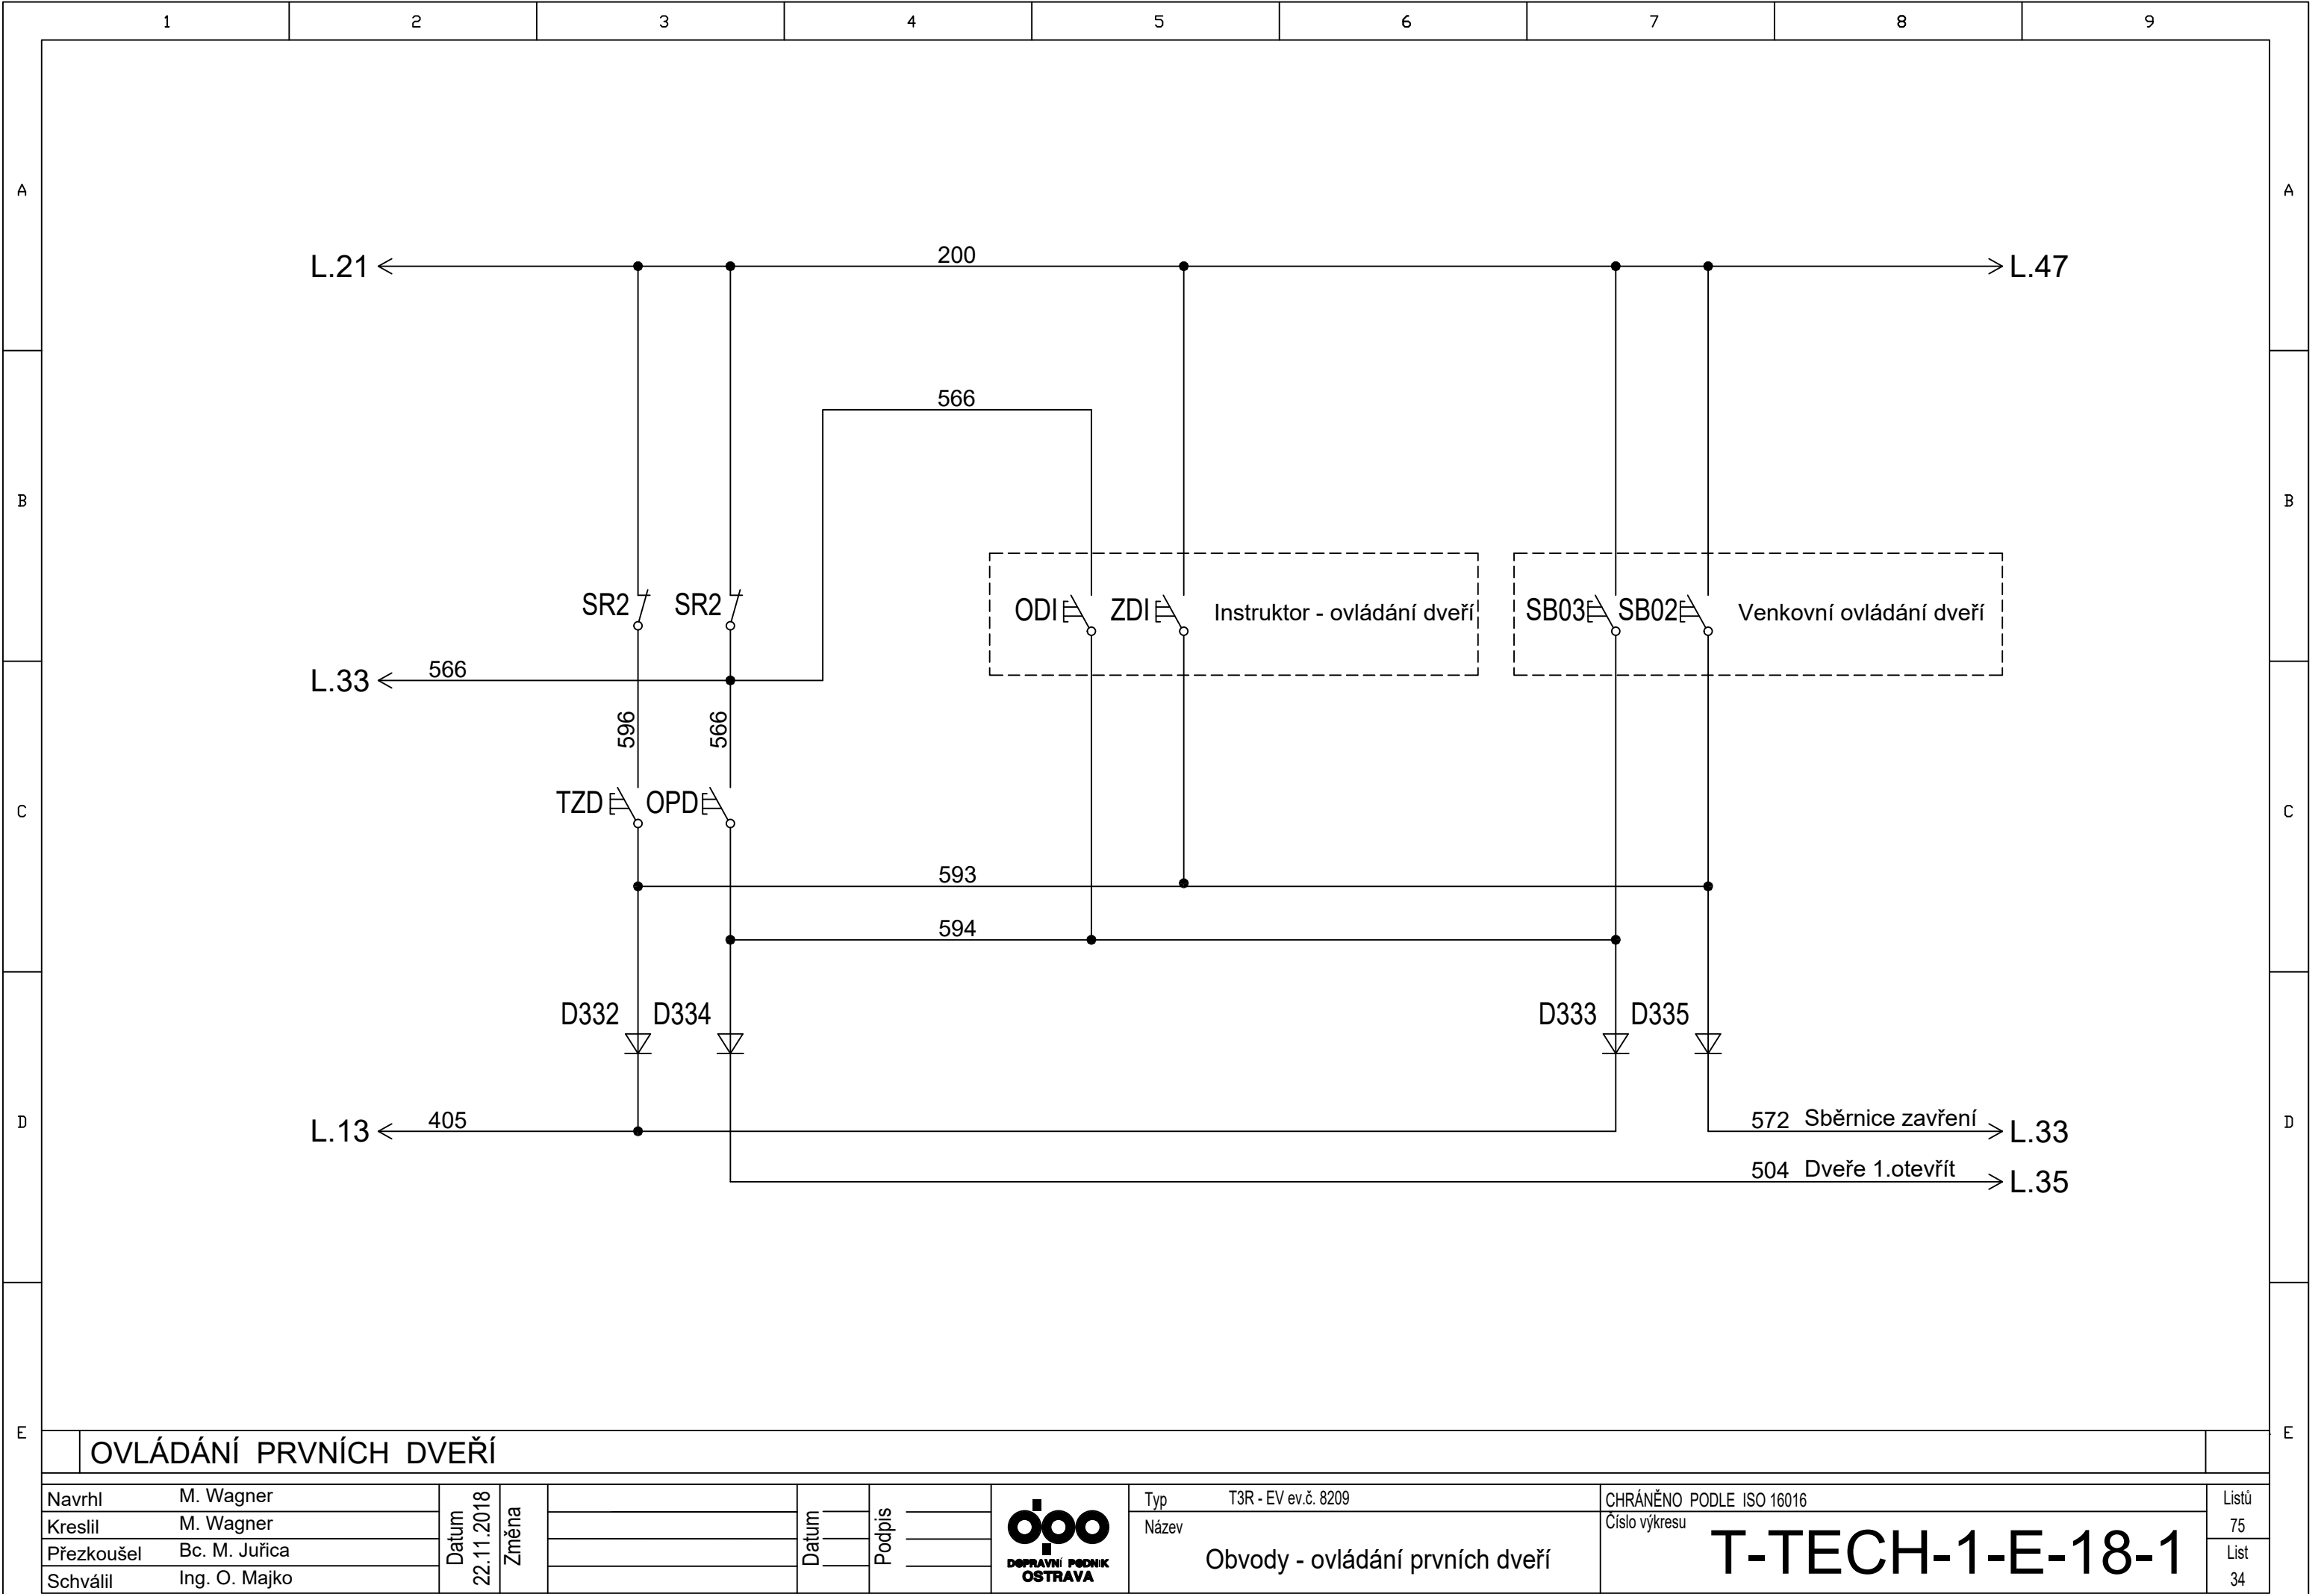 1 2 3 4 5 6 7 8 9
A A
L.21 200 L.47
566
B B
SR2 SR2 ODI ZDI Instruktor - ovládání dveří SB03 SB02 Venkovní ovládání dveří
L.33 566
596 566
TZD OPD
C C
593
594
D332 D334 D333 D335
D L.13 405 572 Sběrnice zavření L.33 D
504 Dveře 1.otevřít L.35
E E
OVLÁDÁNÍ PRVNÍCH DVEŘÍ
Navrhl M. Wagner
Kreslil M. Wagner
Přezkoušel Bc. M. Juřica
Schválil Ing. O. Majko
Datum 22.11.2018
Změna
Datum
Podpis
dpo
DOPRAVNÍ PODNIK
OSTRAVA
Typ T3R - EV ev.č. 8209
Název
Obvody - ovládání prvních dveří
CHRÁNĚNO PODLE ISO 16016
Číslo výkresu
T-TECH-1-E-18-1
Listů
75
List
34